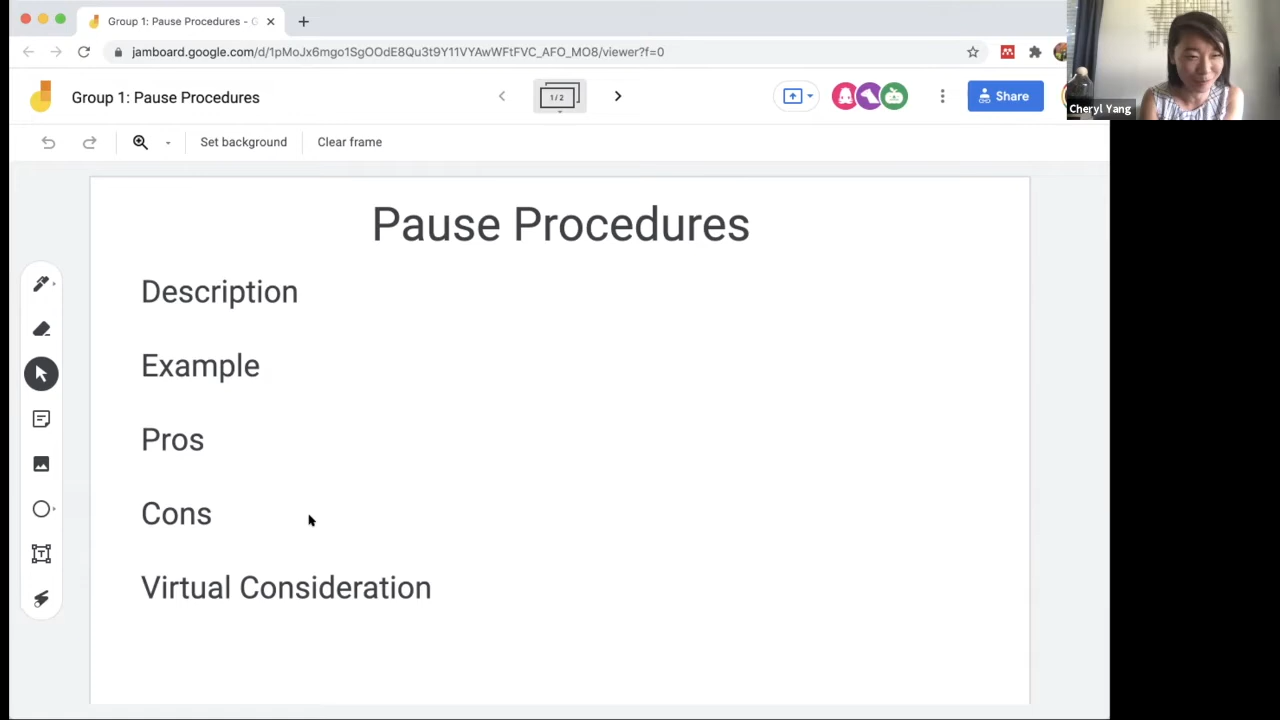 Group 1: Pause Procedures - G
jamboard.google.com/d/1pMoJx6mgo1SgOOdE8Qu3t9Y11VYAwWFtFVC_AFO_MO8/viewer?f=0
Cheryl Yang
Group 1: Pause Procedures
1/2
Share
Set background
Clear frame
Pause Procedures
Description
Example
Pros
Cons
Virtual Consideration